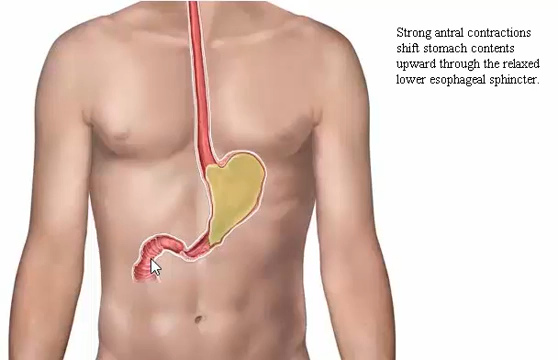 Strong antral contractions
shift stomach contents
upward through the relaxed
lower esophageal sphincter.